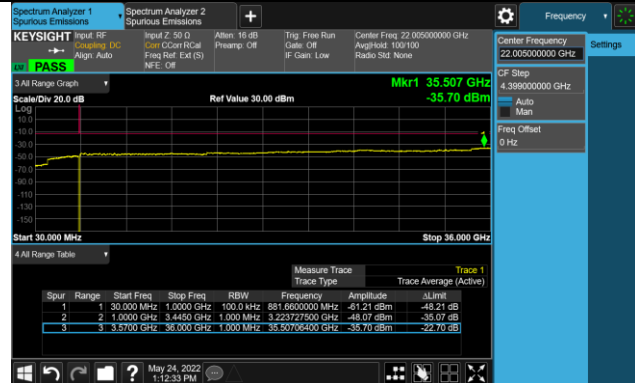 Spectrum Analyzer 1
Spurious Emissions
Spectrum Analyzer 2
Spurious Emissions
Frequency
KEYSIGHT
Input: RF
Coupling: DC
Align: Auto
Input Z: 50 Ω
Corr CCorr RCal
Freq Ref: Ext (S)
NFE: Off
Atten: 16 dB
Preamp: Off
Trig: Free Run
Gate: Off
IF Gain: Low
Center Freq: 22.005000000 GHz
Avg|Hold: 100/100
Radio Std: None
PASS
Center Frequency
22.005000000 GHz
Settings
CF Step
4.399000000 GHz
Auto
Man
Freq Offset
0 Hz
3 All Range Graph
Mkr1 35.507 GHz
Scale/Div 20.0 dB
Ref Value 30.00 dBm
-35.70 dBm
Log
10.0
-10.0
-30.0
-50.0
-70.0
-90.0
-110
-130
-150
Start 30.000 MHz
Stop 36.000 GHz
4 All Range Table
Measure Trace
Trace 1
Trace Type
Trace Average (Active)
Spur Range Start Freq Stop Freq RBW Frequency Amplitude ΔLimit
1 1 30.000 MHz 1.0000 GHz 100.0 kHz 881.6600000 MHz -61.21 dBm -48.21 dB
2 2 1.0000 GHz 3.4450 GHz 1.000 MHz 3.223727500 GHz -48.07 dBm -35.07 dB
3 3 3.5700 GHz 36.000 GHz 1.000 MHz 35.50706400 GHz -35.70 dBm -22.70 dB
?
May 24, 2022
1:12:33 PM